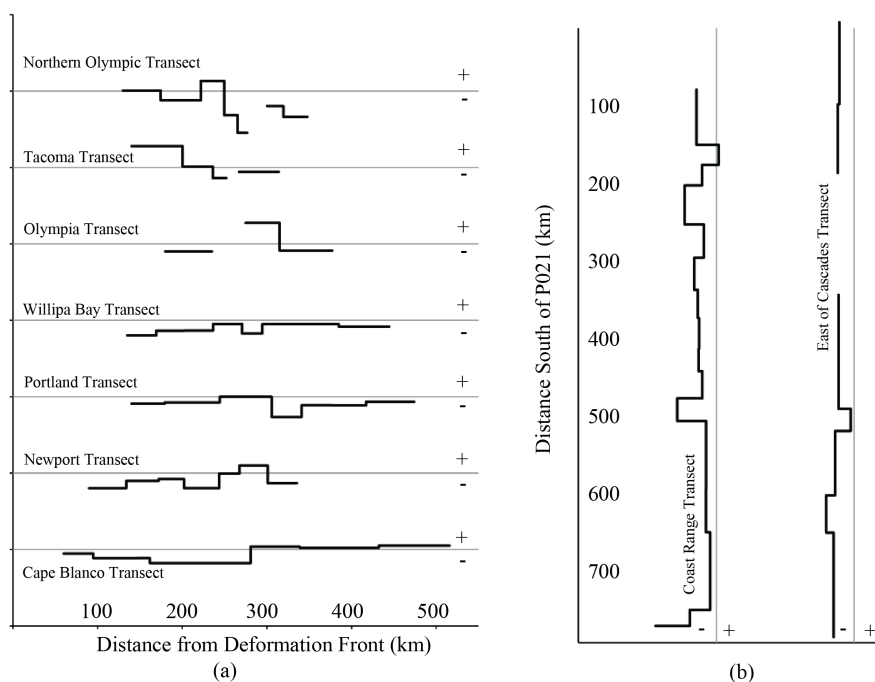 Northern Olympic Transect
+
-
Tacoma Transect
+
-
Olympia Transect
+
-
Willipa Bay Transect
+
-
Portland Transect
+
-
Newport Transect
+
-
Cape Blanco Transect
+
-
100 200 300 400 500
Distance from Deformation Front (km)
(a)
Distance South of P021 (km)
100
200
300
400
500
600
700
Coast Range Transect
East of Cascades Transect
- +
- +
(b)